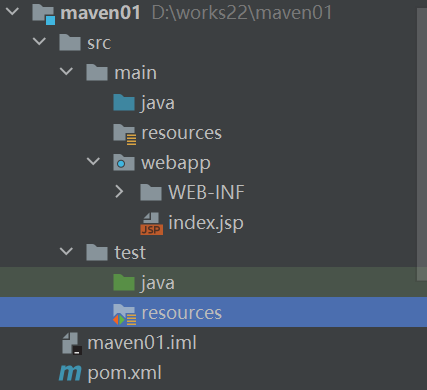 maven01 D:\works22\maven01
src
main
java
resources
webapp
WEB-INF
JSP index.jsp
test
java
resources
maven01.iml
m pom.xml